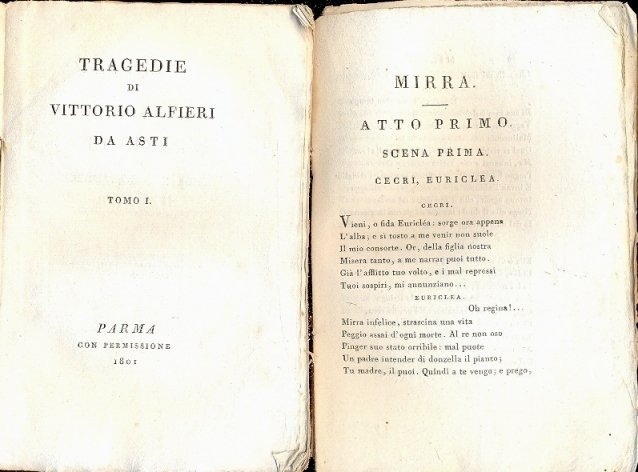 TRAGEDIE
DI
VITTORIO ALFIERI
DA ASTI
TOMO I.
PARMA
CON PERMISSIONE
1801
MIRRA.
ATTO PRIMO.
SCENA PRIMA.
CECRI, EURICLEA.
CECRI.
Vieni, o fida Euricléa: sorge ora appena
L'alba; e sì tosto a me venir non suole
Il mio consorte. Or, della figlia nostra
Misera tanto, a me narrar puoi tutto.
Già l'afflitto tuo volto, e i mal repressi
Tuoi sospiri, mi annunziano...
EURICLEA.
Oh regina!...
Mirra infelice, strascina una vita
Peggio assai d'ogni morte. Al re non oso
Pinger suo stato orribile: mal puote
Un padre intender di donzella il pianto;
Tu madre, il puoi. Quindi a te vengo; e prego,